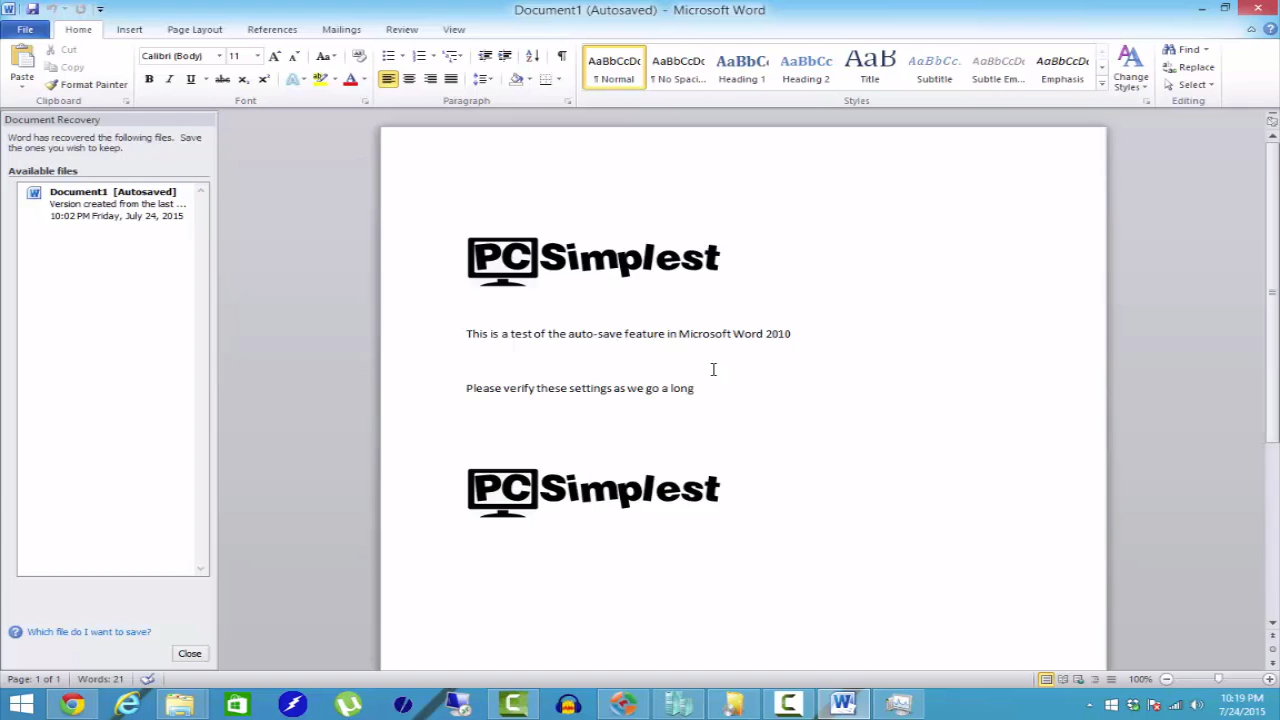 Document1 (Autosaved) - Microsoft Word
File Home Insert Page Layout References Mailings Review View
Cut
Copy
Format Painter
Paste
Clipboard
Calibri (Body) 11
Font
Paragraph
AaBbCcDc AaBbCcDc AaBbCc AaBbCc AaB AaBbCc. AaBbCcDc AaBbCcDc
¶ Normal ¶ No Spaci... Heading 1 Heading 2 Title Subtitle Subtle Em... Emphasis
Change Styles
Styles
Find
Replace
Select
Editing
Document Recovery
Word has recovered the following files. Save
the ones you wish to keep.
Available files
Document1 [Autosaved]
Version created from the last ...
10:02 PM Friday, July 24, 2015
Which file do I want to save?
Close
PC Simplest
This is a test of the auto-save feature in Microsoft Word 2010
Please verify these settings as we go a long
PC Simplest
Page: 1 of 1 Words: 21
100%
10:19 PM
7/24/2015